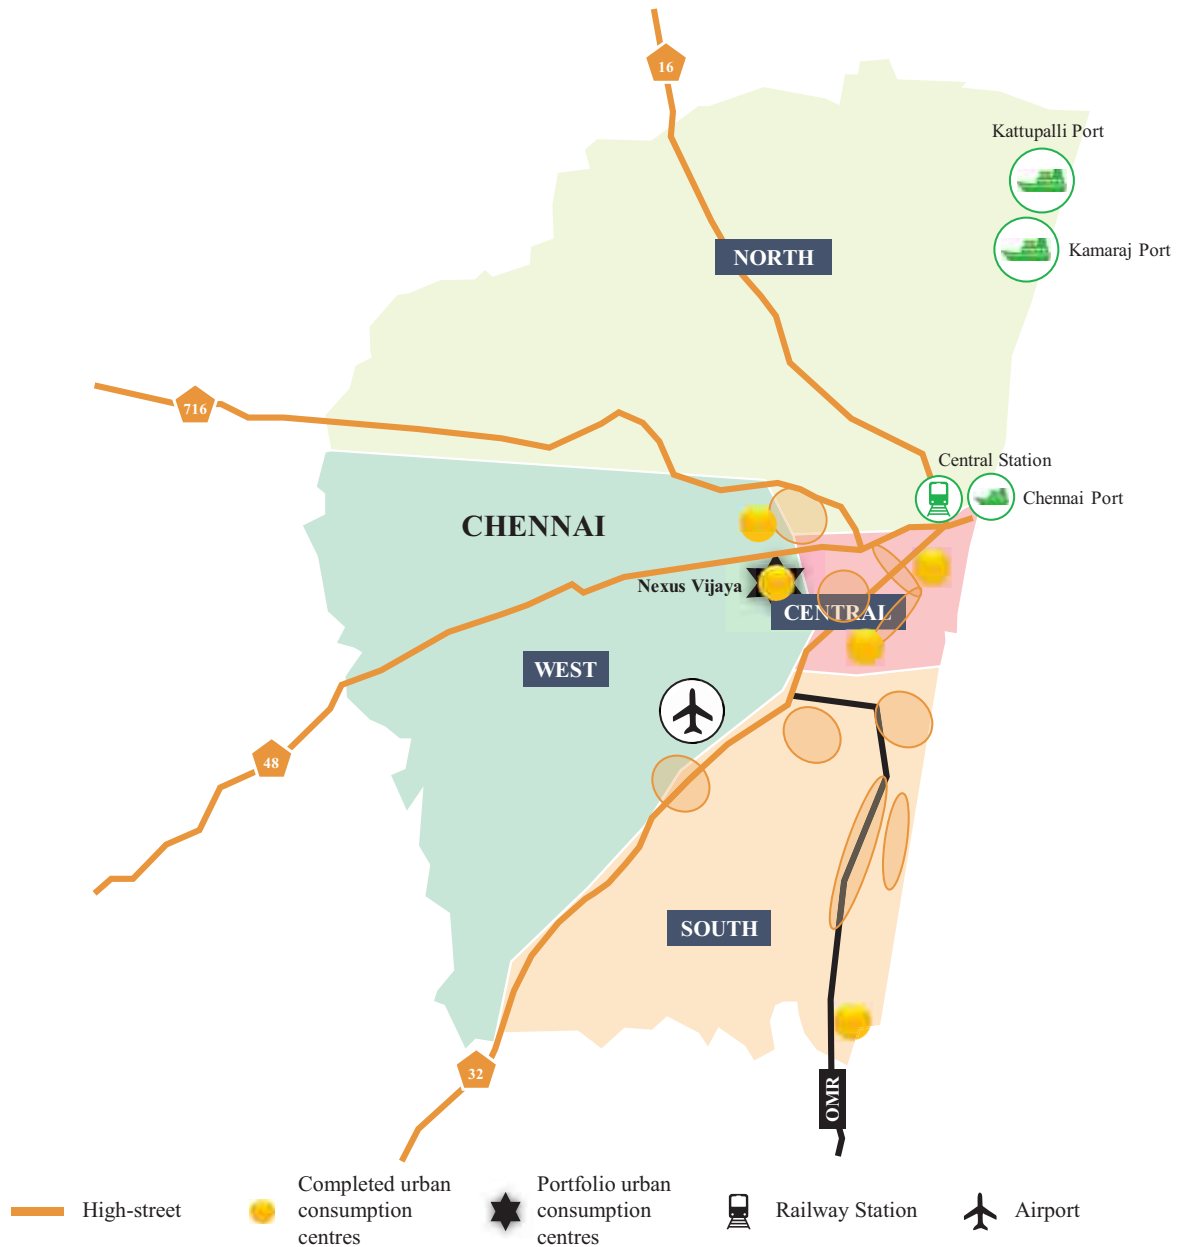 16
Kattupalli Port
NORTH
Kamaraj Port
716
Central Station
Chennai Port
CHENNAI
Nexus Vijaya
CENTRAL
WEST
48
SOUTH
32
OMR
High-street
Completed urban
consumption
centres
Portfolio urban
consumption
centres
Railway Station
Airport